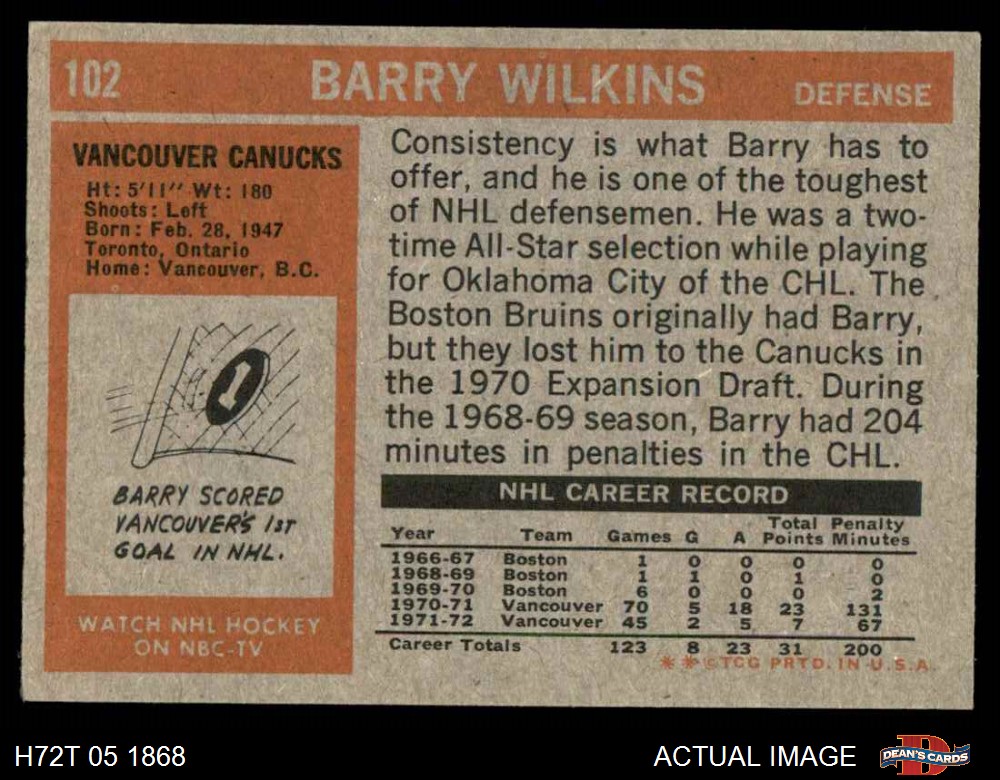 102 BARRY WILKINS DEFENSE
VANCOUVER CANUCKS
Ht: 5'11" Wt: 180
Shoots: Left
Born: Feb. 28, 1947
Toronto, Ontario
Home: Vancouver, B.C.
BARRY SCORED
VANCOUVER'S 1ST
GOAL IN NHL.
WATCH NHL HOCKEY
ON NBC-TV
Consistency is what Barry has to
offer, and he is one of the toughest
of NHL defensemen. He was a two-
time All-Star selection while playing
for Oklahoma City of the CHL. The
Boston Bruins originally had Barry,
but they lost him to the Canucks in
the 1970 Expansion Draft. During
the 1968-69 season, Barry had 204
minutes in penalties in the CHL.
NHL CAREER RECORD
Total Penalty
Year Team Games G A Points Minutes
1966-67 Boston 1 0 0 0 0
1968-69 Boston 1 1 0 1 0
1969-70 Boston 6 0 0 0 2
1970-71 Vancouver 70 5 18 23 131
1971-72 Vancouver 45 2 5 7 67
Career Totals 123 8 23 31 200
**©TCG PRTD. IN U.S.A.
H72T 05 1868 ACTUAL IMAGE DEAN'S CARDS